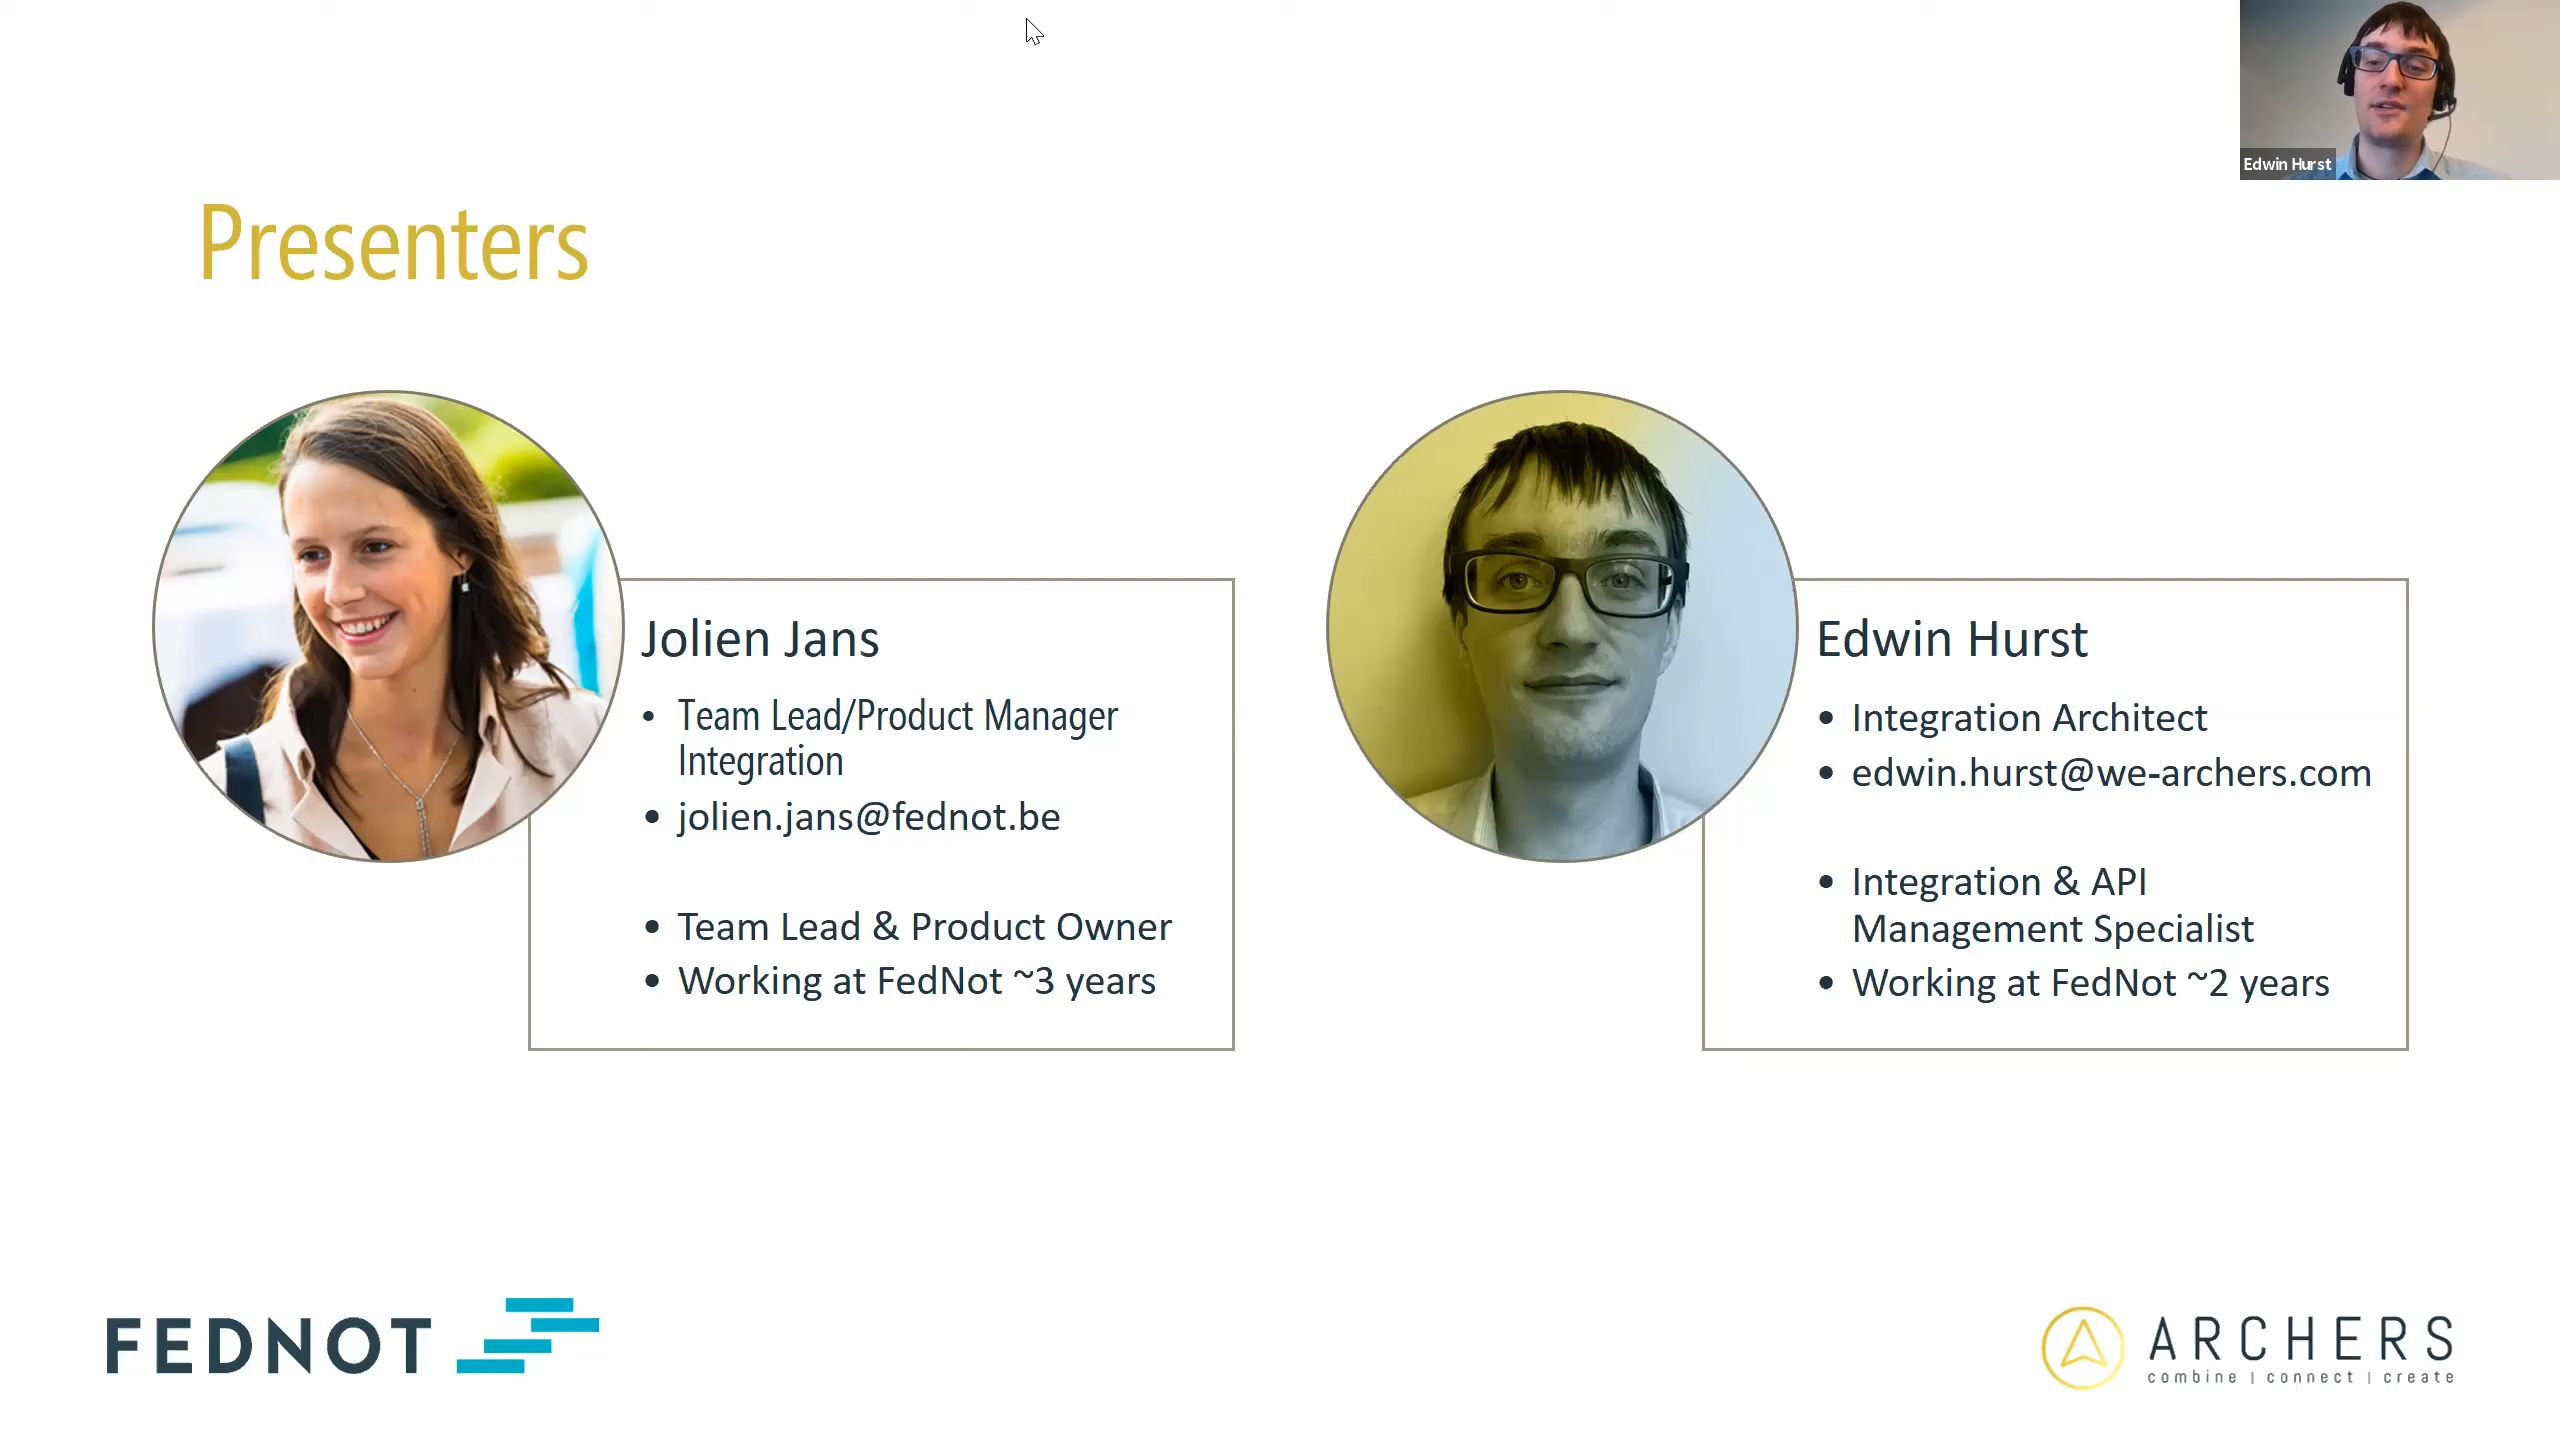 Edwin Hurst
Presenters
Jolien Jans
• Team Lead/Product Manager
Integration
• jolien.jans@fednot.be
• Team Lead & Product Owner
• Working at FedNot ~3 years
Edwin Hurst
• Integration Architect
• edwin.hurst@we-archers.com
• Integration & API
Management Specialist
• Working at FedNot ~2 years
FEDNOT
ARCHERS
combine | connect | create